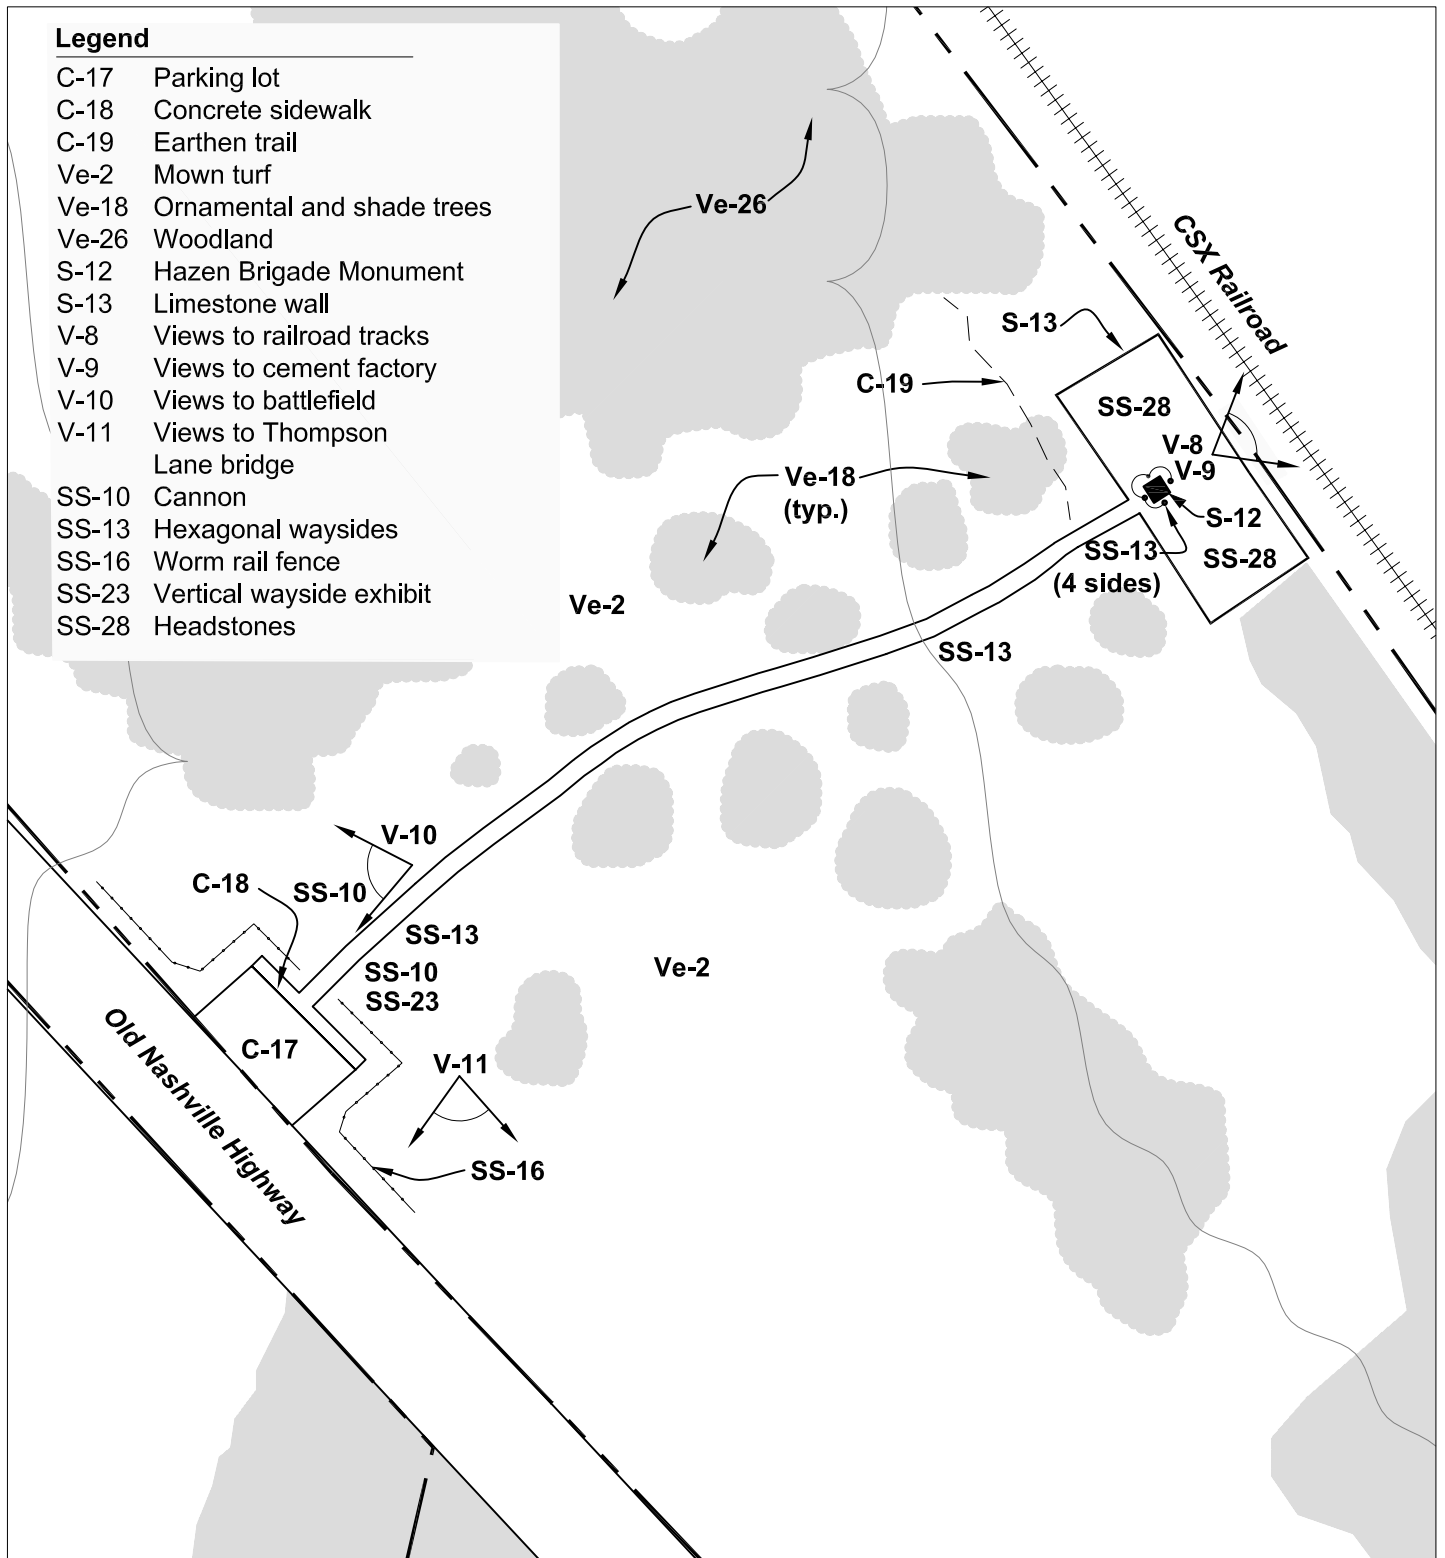 Legend
C-17 Parking lot
C-18 Concrete sidewalk
C-19 Earthen trail
Ve-2 Mown turf
Ve-18 Ornamental and shade trees
Ve-26 Woodland
S-12 Hazen Brigade Monument
S-13 Limestone wall
V-8 Views to railroad tracks
V-9 Views to cement factory
V-10 Views to battlefield
V-11 Views to Thompson
Lane bridge
SS-10 Cannon
SS-13 Hexagonal waysides
SS-16 Worm rail fence
SS-23 Vertical wayside exhibit
SS-28 Headstones
Ve-26
CSX Railroad
S-13
C-19
SS-28
V-8
V-9
Ve-18
(typ.)
S-12
SS-13
(4 sides)
SS-28
Ve-2
SS-13
V-10
C-18
SS-10
SS-13
SS-10
SS-23
Ve-2
C-17
V-11
Old Nashville Highway
SS-16